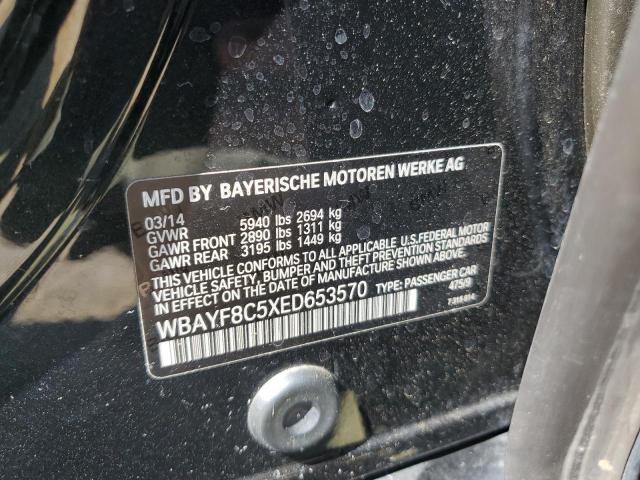 MFD BY BAYERISCHE MOTOREN WERKE AG
03/14
GVWR 5940 lbs 2694 kg
GAWR FRONT 2890 lbs 1311 kg
GAWR REAR 3195 lbs 1449 kg
THIS VEHICLE CONFORMS TO ALL APPLICABLE U.S. FEDERAL MOTOR
VEHICLE SAFETY, BUMPER AND THEFT PREVENTION STANDARDS
IN EFFECT ON DATE OF MANUFACTURE SHOWN ABOVE.
WBAYF8C5XED653570 TYPE: PASSENGER CAR
475/9